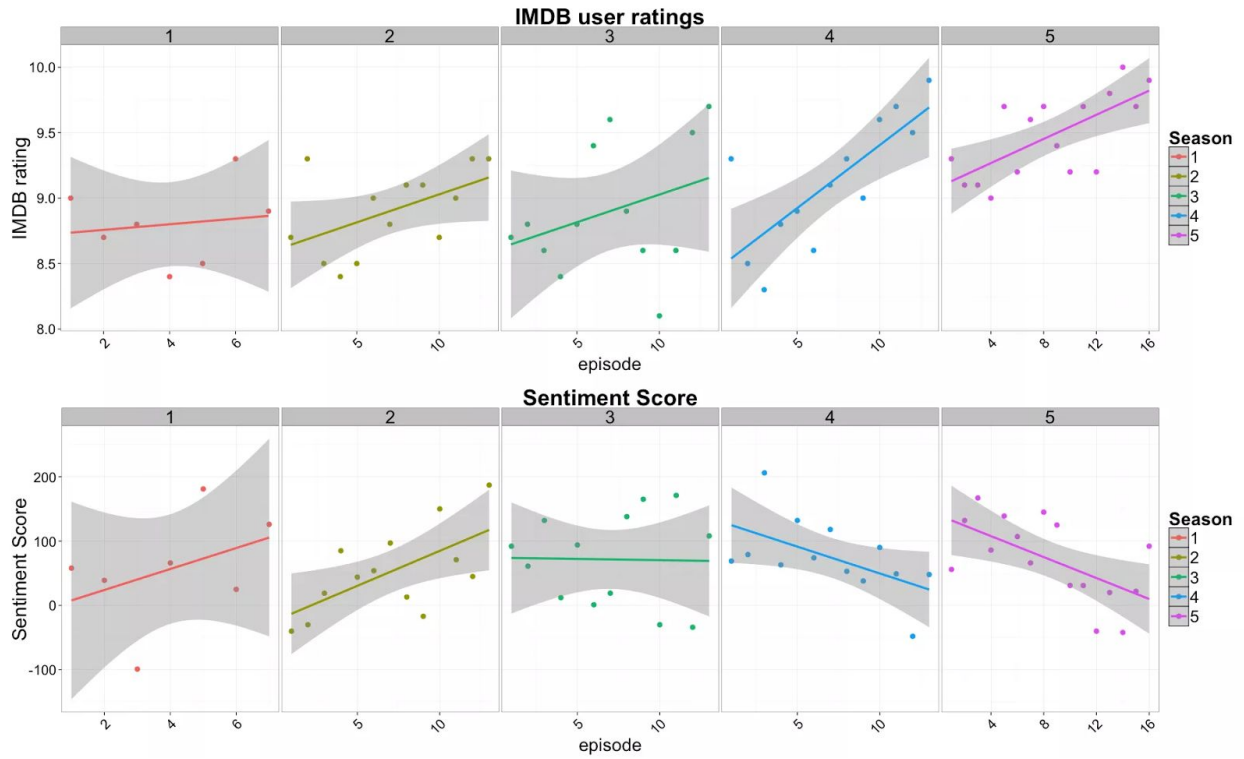 IMDB user ratings
1 2 3 4 5
IMDB rating
10.0
9.5
9.0
8.5
8.0
2 4 6 5 10 5 10 5 10 4 8 12 16
episode
Season
1
2
3
4
5
Sentiment Score
1 2 3 4 5
Sentiment Score
200
100
0
-100
2 4 6 5 10 5 10 5 10 4 8 12 16
episode
Season
1
2
3
4
5